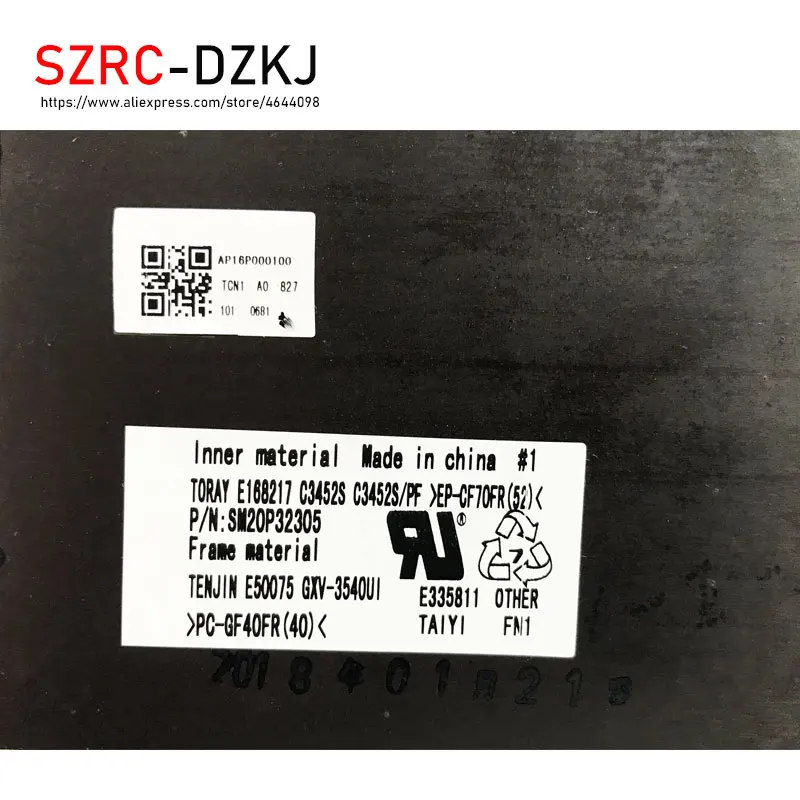 SZRC-DZKJ
https://www.aliexpress.com/store/4644098
AP16P000100
TCN1 A0 827
101 0681
Inner material Made in china #1
TORAY E168217 C3452S C3452S/PF >EP-CF70FR(52)<
P/N:SM20P32305
Frame material
TENJIN E50075 GXV-3540UI
>PC-GF40FR(40)<
RU®
E335811 OTHER
TAIYI FN1